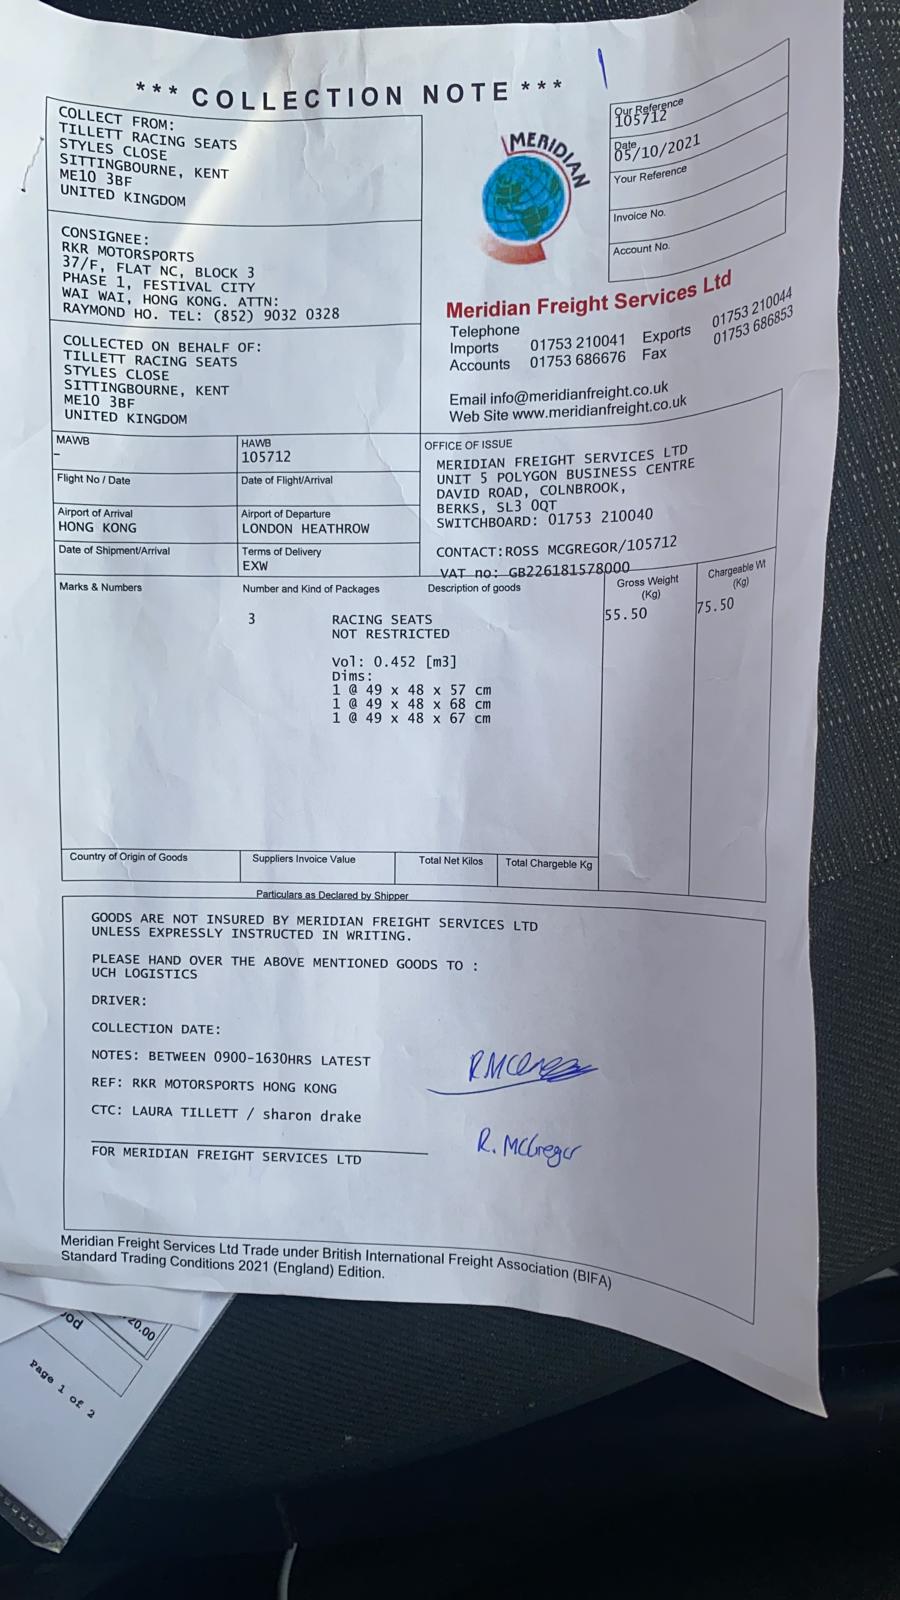 *** COLLECTION NOTE ***
COLLECT FROM:
TILLETT RACING SEATS
STYLES CLOSE
SITTINGBOURNE, KENT
ME10 3BF
UNITED KINGDOM
Our Reference
105712
Date
05/10/2021
Your Reference
Invoice No.
Account No.
MERIDIAN
CONSIGNEE:
RKR MOTORSPORTS
37/F, FLAT NC, BLOCK 3
PHASE 1, FESTIVAL CITY
WAI WAI, HONG KONG. ATTN:
RAYMOND HO. TEL: (852) 9032 0328
Meridian Freight Services Ltd
Telephone
Imports 01753 210041 Exports 01753 210044
Accounts 01753 686676 Fax 01753 686853
Email info@meridianfreight.co.uk
Web Site www.meridianfreight.co.uk
COLLECTED ON BEHALF OF:
TILLETT RACING SEATS
STYLES CLOSE
SITTINGBOURNE, KENT
ME10 3BF
UNITED KINGDOM
MAWB
-
HAWB
105712
Flight No / Date
Date of Flight/Arrival
Airport of Arrival
HONG KONG
Airport of Departure
LONDON HEATHROW
Date of Shipment/Arrival
Terms of Delivery
EXW
OFFICE OF ISSUE
MERIDIAN FREIGHT SERVICES LTD
UNIT 5 POLYGON BUSINESS CENTRE
DAVID ROAD, COLNBROOK,
BERKS, SL3 0QT
SWITCHBOARD: 01753 210040
CONTACT:ROSS MCGREGOR/105712
VAT no: GB226181578000
Marks & Numbers
Number and Kind of Packages
Description of goods
Gross Weight
(Kg)
Chargeable Wt
(Kg)
3 RACING SEATS 55.50 75.50
NOT RESTRICTED
Vol: 0.452 [m3]
Dims:
1 @ 49 x 48 x 57 cm
1 @ 49 x 48 x 68 cm
1 @ 49 x 48 x 67 cm
Country of Origin of Goods
Suppliers Invoice Value
Total Net Kilos
Total Chargeable Kg
Particulars as Declared by Shipper
GOODS ARE NOT INSURED BY MERIDIAN FREIGHT SERVICES LTD
UNLESS EXPRESSLY INSTRUCTED IN WRITING.
PLEASE HAND OVER THE ABOVE MENTIONED GOODS TO :
UCH LOGISTICS
DRIVER:
COLLECTION DATE:
NOTES: BETWEEN 0900-1630HRS LATEST
REF: RKR MOTORSPORTS HONG KONG
CTC: LAURA TILLETT / sharon drake
R. McGregor
FOR MERIDIAN FREIGHT SERVICES LTD
Meridian Freight Services Ltd Trade under British International Freight Association (BIFA)
Standard Trading Conditions 2021 (England) Edition.
20.00
Page 1 of 2